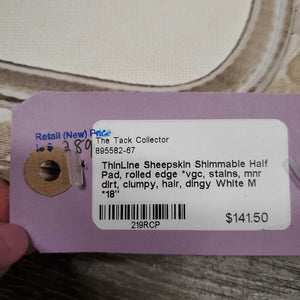 Retail (New) Price
289
The Tack Collector
895582-67
ThinLine Sheepskin Shimmable Half
Pad, rolled edge *vgc, stains, mnr
dirt, clumpy, hair, dingy White M
*18"
$141.50
219RCP